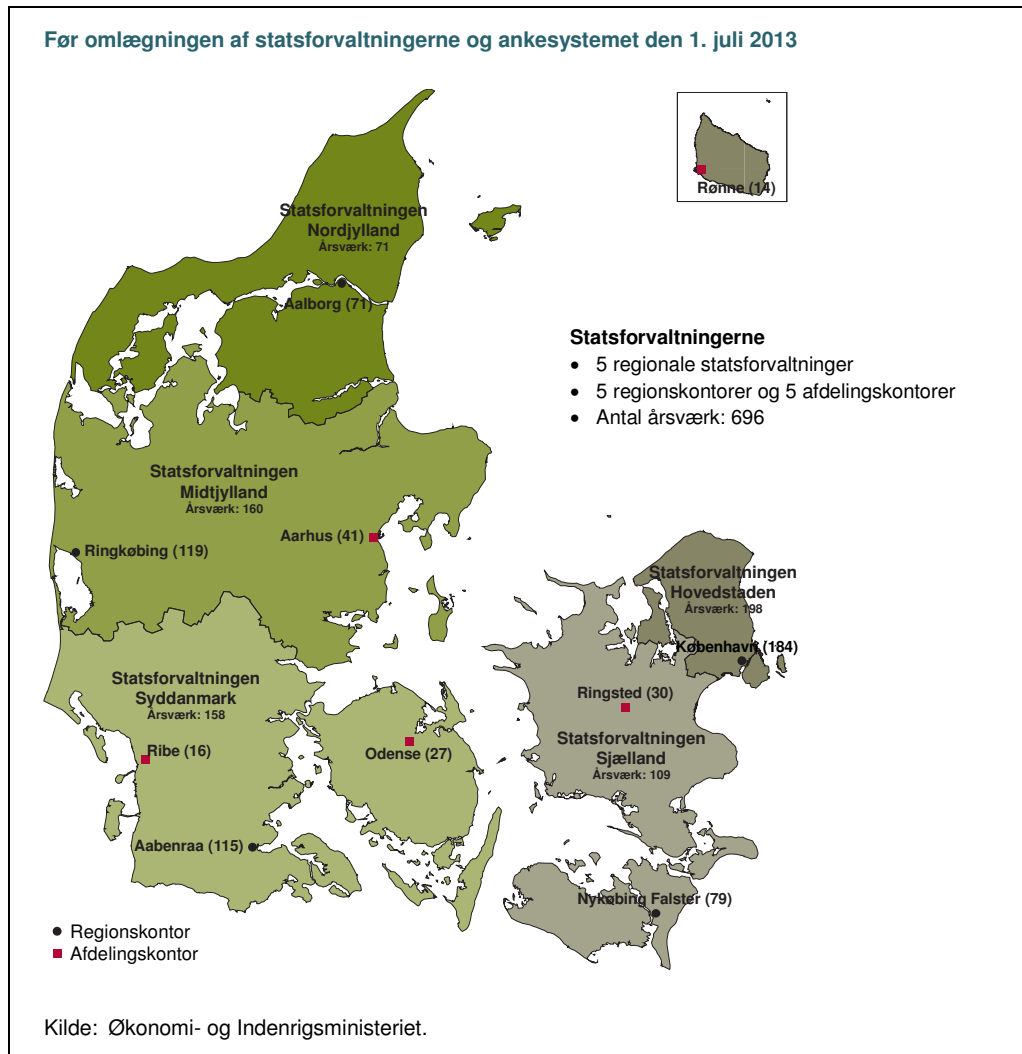 Før omlægningen af statsforvaltningerne og ankesystemet den 1. juli 2013
Rønne (14)
Statsforvaltningen
Nordjylland
Årsværk: 71
Aalborg (71)
Statsforvaltningerne
• 5 regionale statsforvaltninger
• 5 regionskontorer og 5 afdelingskontorer
• Antal årsværk: 696
Statsforvaltningen
Midtjylland
Årsværk: 160
Aarhus (41)
Ringkøbing (119)
Statsforvaltningen
Hovedstaden
Årsværk: 198
København (184)
Statsforvaltningen
Syddanmark
Årsværk: 158
Ringsted (30)
Ribe (16)
Odense (27)
Statsforvaltningen
Sjælland
Årsværk: 109
Aabenraa (115)
Nykøbing Falster (79)
Regionskontor
Afdelingskontor
Kilde: Økonomi- og Indenrigsministeriet.